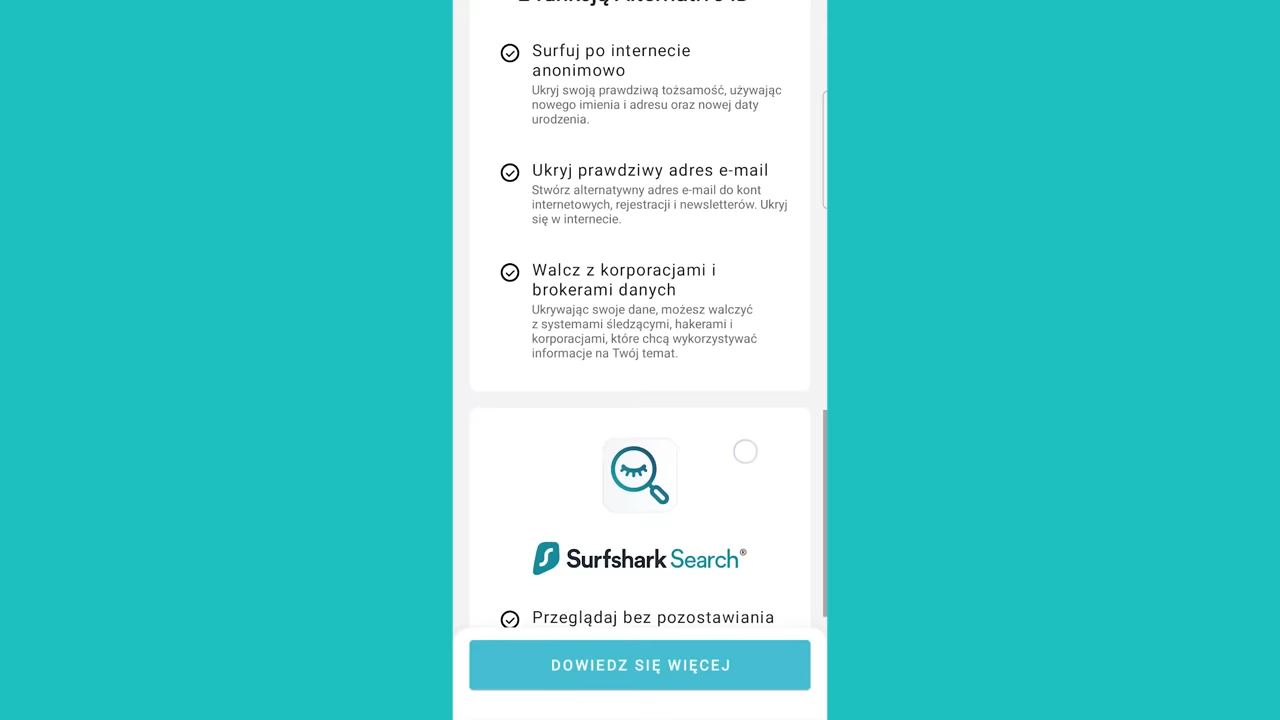 z funkcją Alternative ID
Surfuj po internecie
anonimowo
Ukryj swoją prawdziwą tożsamość, używając
nowego imienia i adresu oraz nowej daty
urodzenia.
Ukryj prawdziwy adres e-mail
Stwórz alternatywny adres e-mail do kont
internetowych, rejestracji i newsletterów. Ukryj
się w internecie.
Walcz z korporacjami i
brokerami danych
Ukrywając swoje dane, możesz walczyć
z systemami śledzącymi, hakerami i
korporacjami, które chcą wykorzystywać
informacje na Twój temat.
Surfshark Search®
Przeglądaj bez pozostawiania
DOWIEDZ SIĘ WIĘCEJ